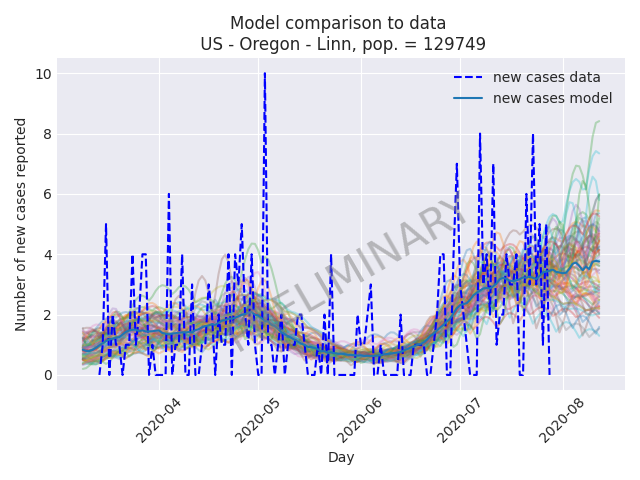 Model comparison to data
US - Oregon - Linn, pop. = 129749
new cases data
new cases model
PRELIMINARY
Number of new cases reported
10
8
6
4
2
0
2020-04
2020-05
2020-06
2020-07
2020-08
Day